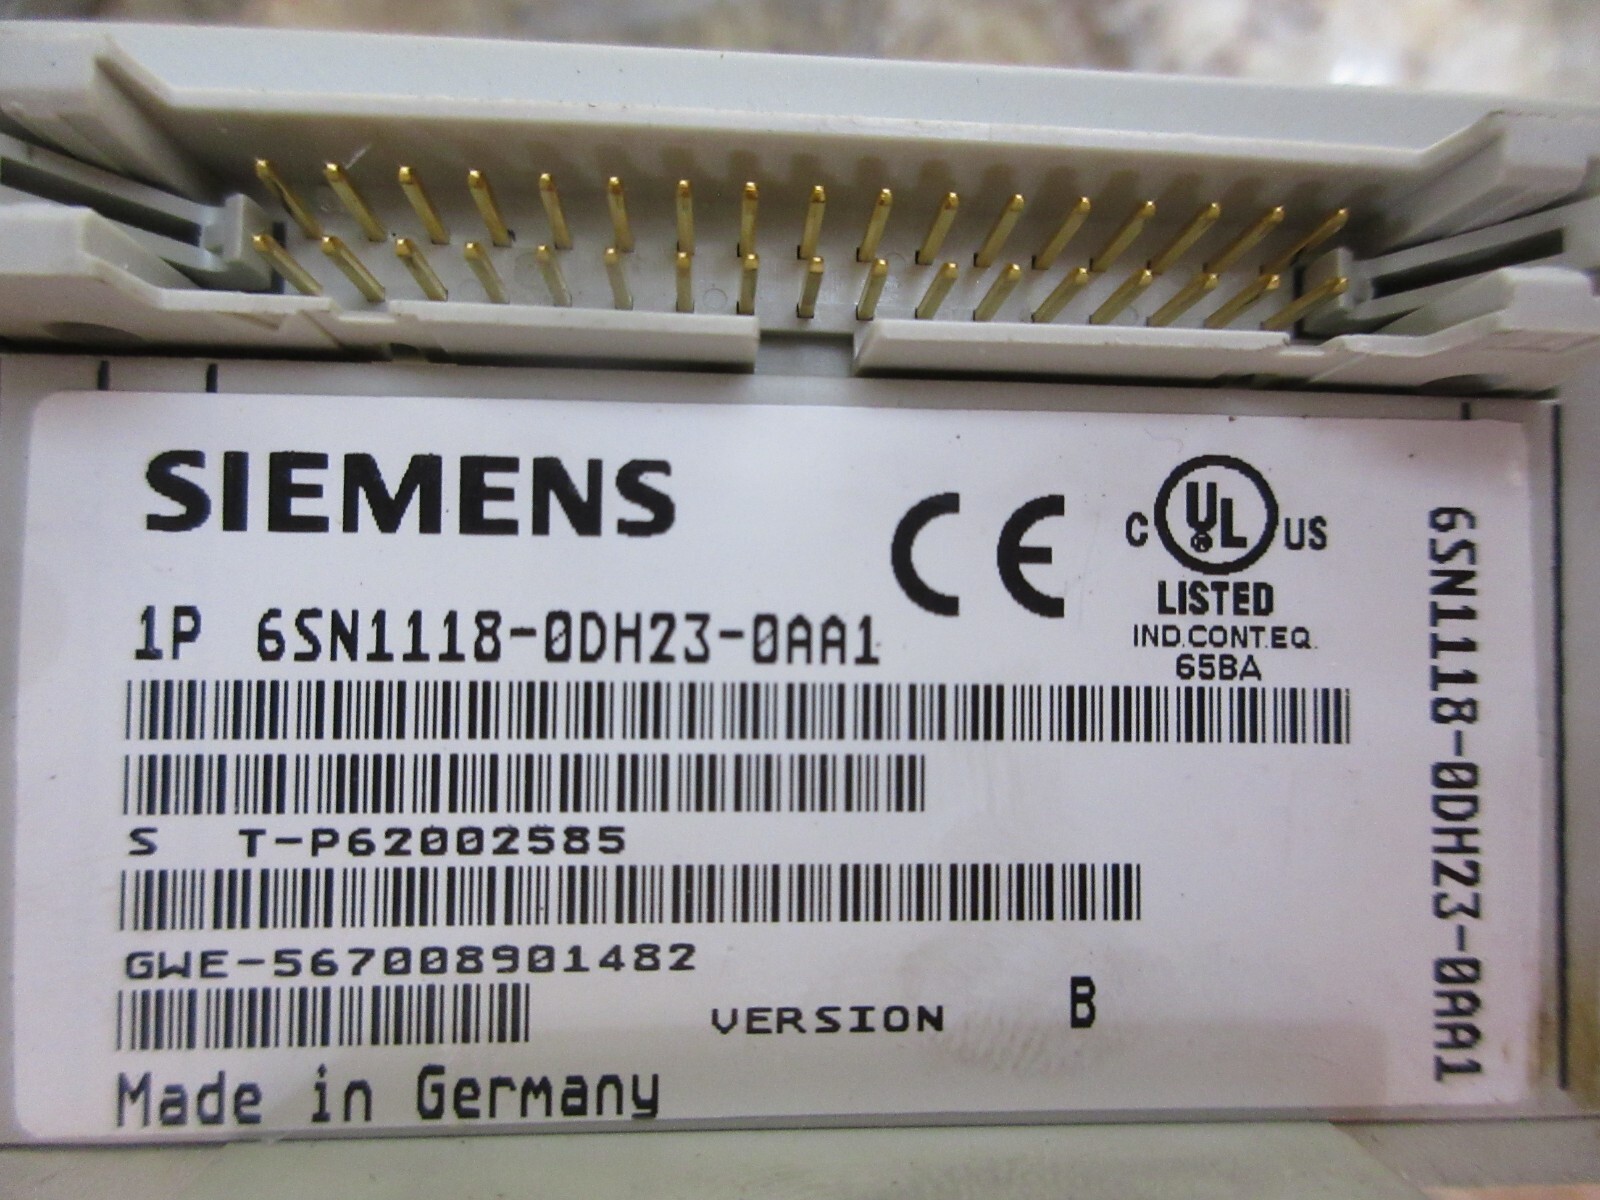 SIEMENS
CE
C UL® US
LISTED
IND.CONT.EQ.
65BA
1P 6SN1118-0DH23-0AA1
S T-P62002585
GWE-567008901482
VERSION B
Made in Germany
6SN1118-0DH23-0AA1